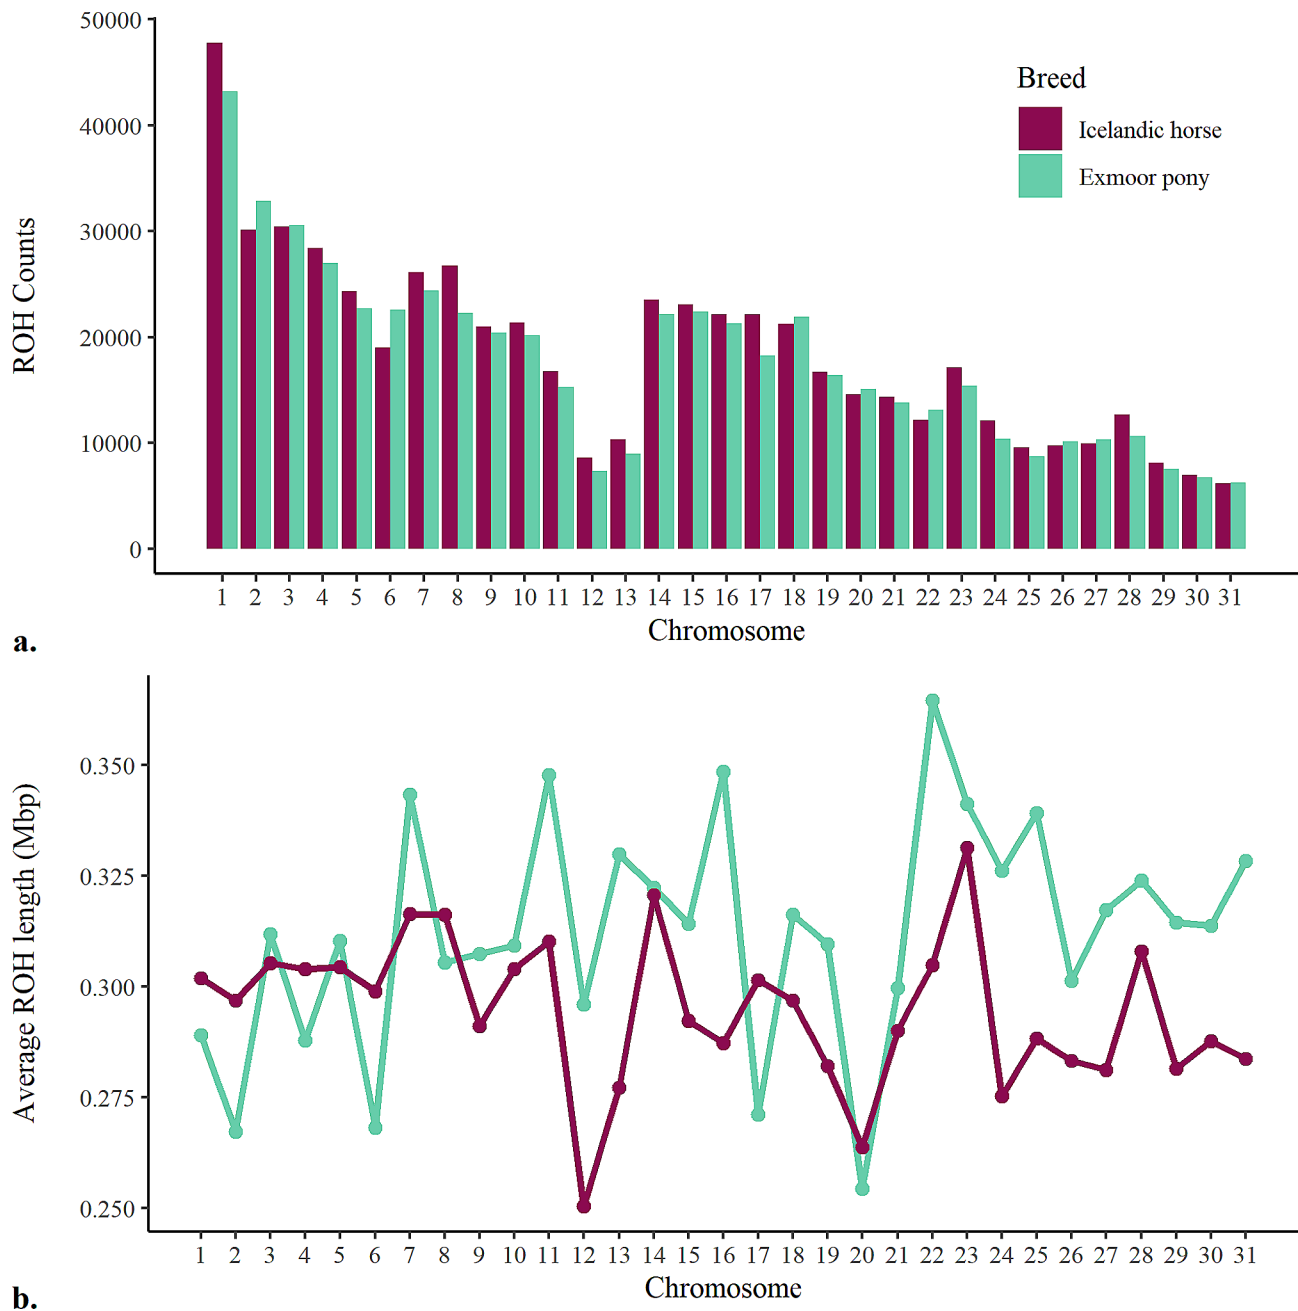 50000
40000
30000
20000
10000
0
ROH Counts
Breed
Icelandic horse
Exmoor pony
1 2 3 4 5 6 7 8 9 10 11 12 13 14 15 16 17 18 19 20 21 22 23 24 25 26 27 28 29 30 31
Chromosome
a.
0.350
0.325
0.300
0.275
0.250
Average ROH length (Mbp)
1 2 3 4 5 6 7 8 9 10 11 12 13 14 15 16 17 18 19 20 21 22 23 24 25 26 27 28 29 30 31
Chromosome
b.